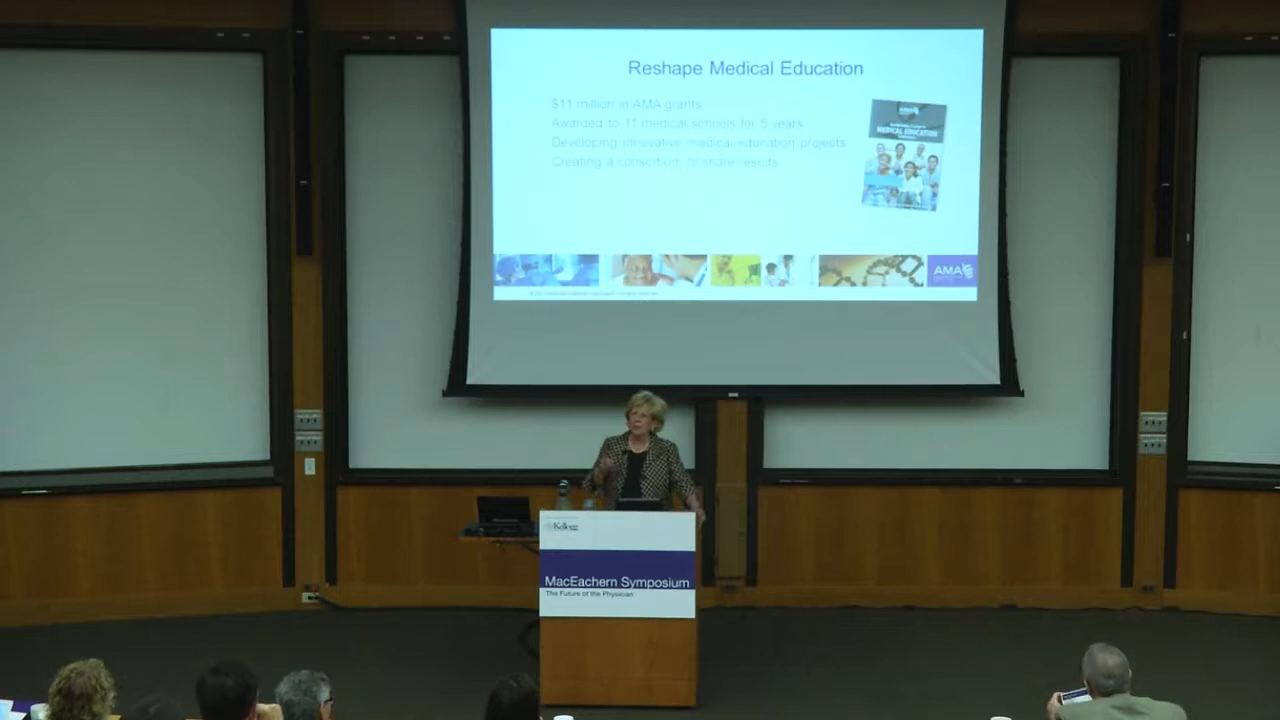 Reshape Medical Education
$11 million in AMA grants
Awarded to 11 medical schools for 5 years
Developing innovative medical education projects
Creating a consortium to share results
MEDICAL EDUCATION
AMA
Kellogg
MacEachern Symposium
The Future of the Physician